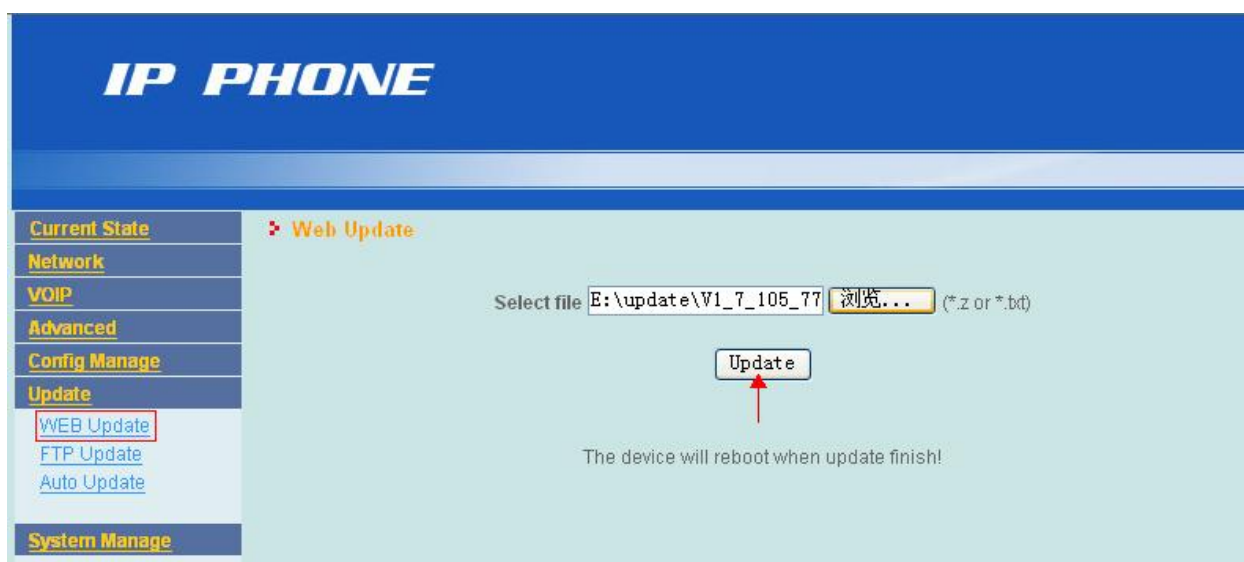 IP PHONE
Current State
Network
VOIP
Advanced
Config Manage
Update
WEB Update
FTP Update
Auto Update
System Manage
Web Update
Select file E:\update\V1_7_105_77 浏览... (*.z or *.txt)
Update
The device will reboot when update finish!